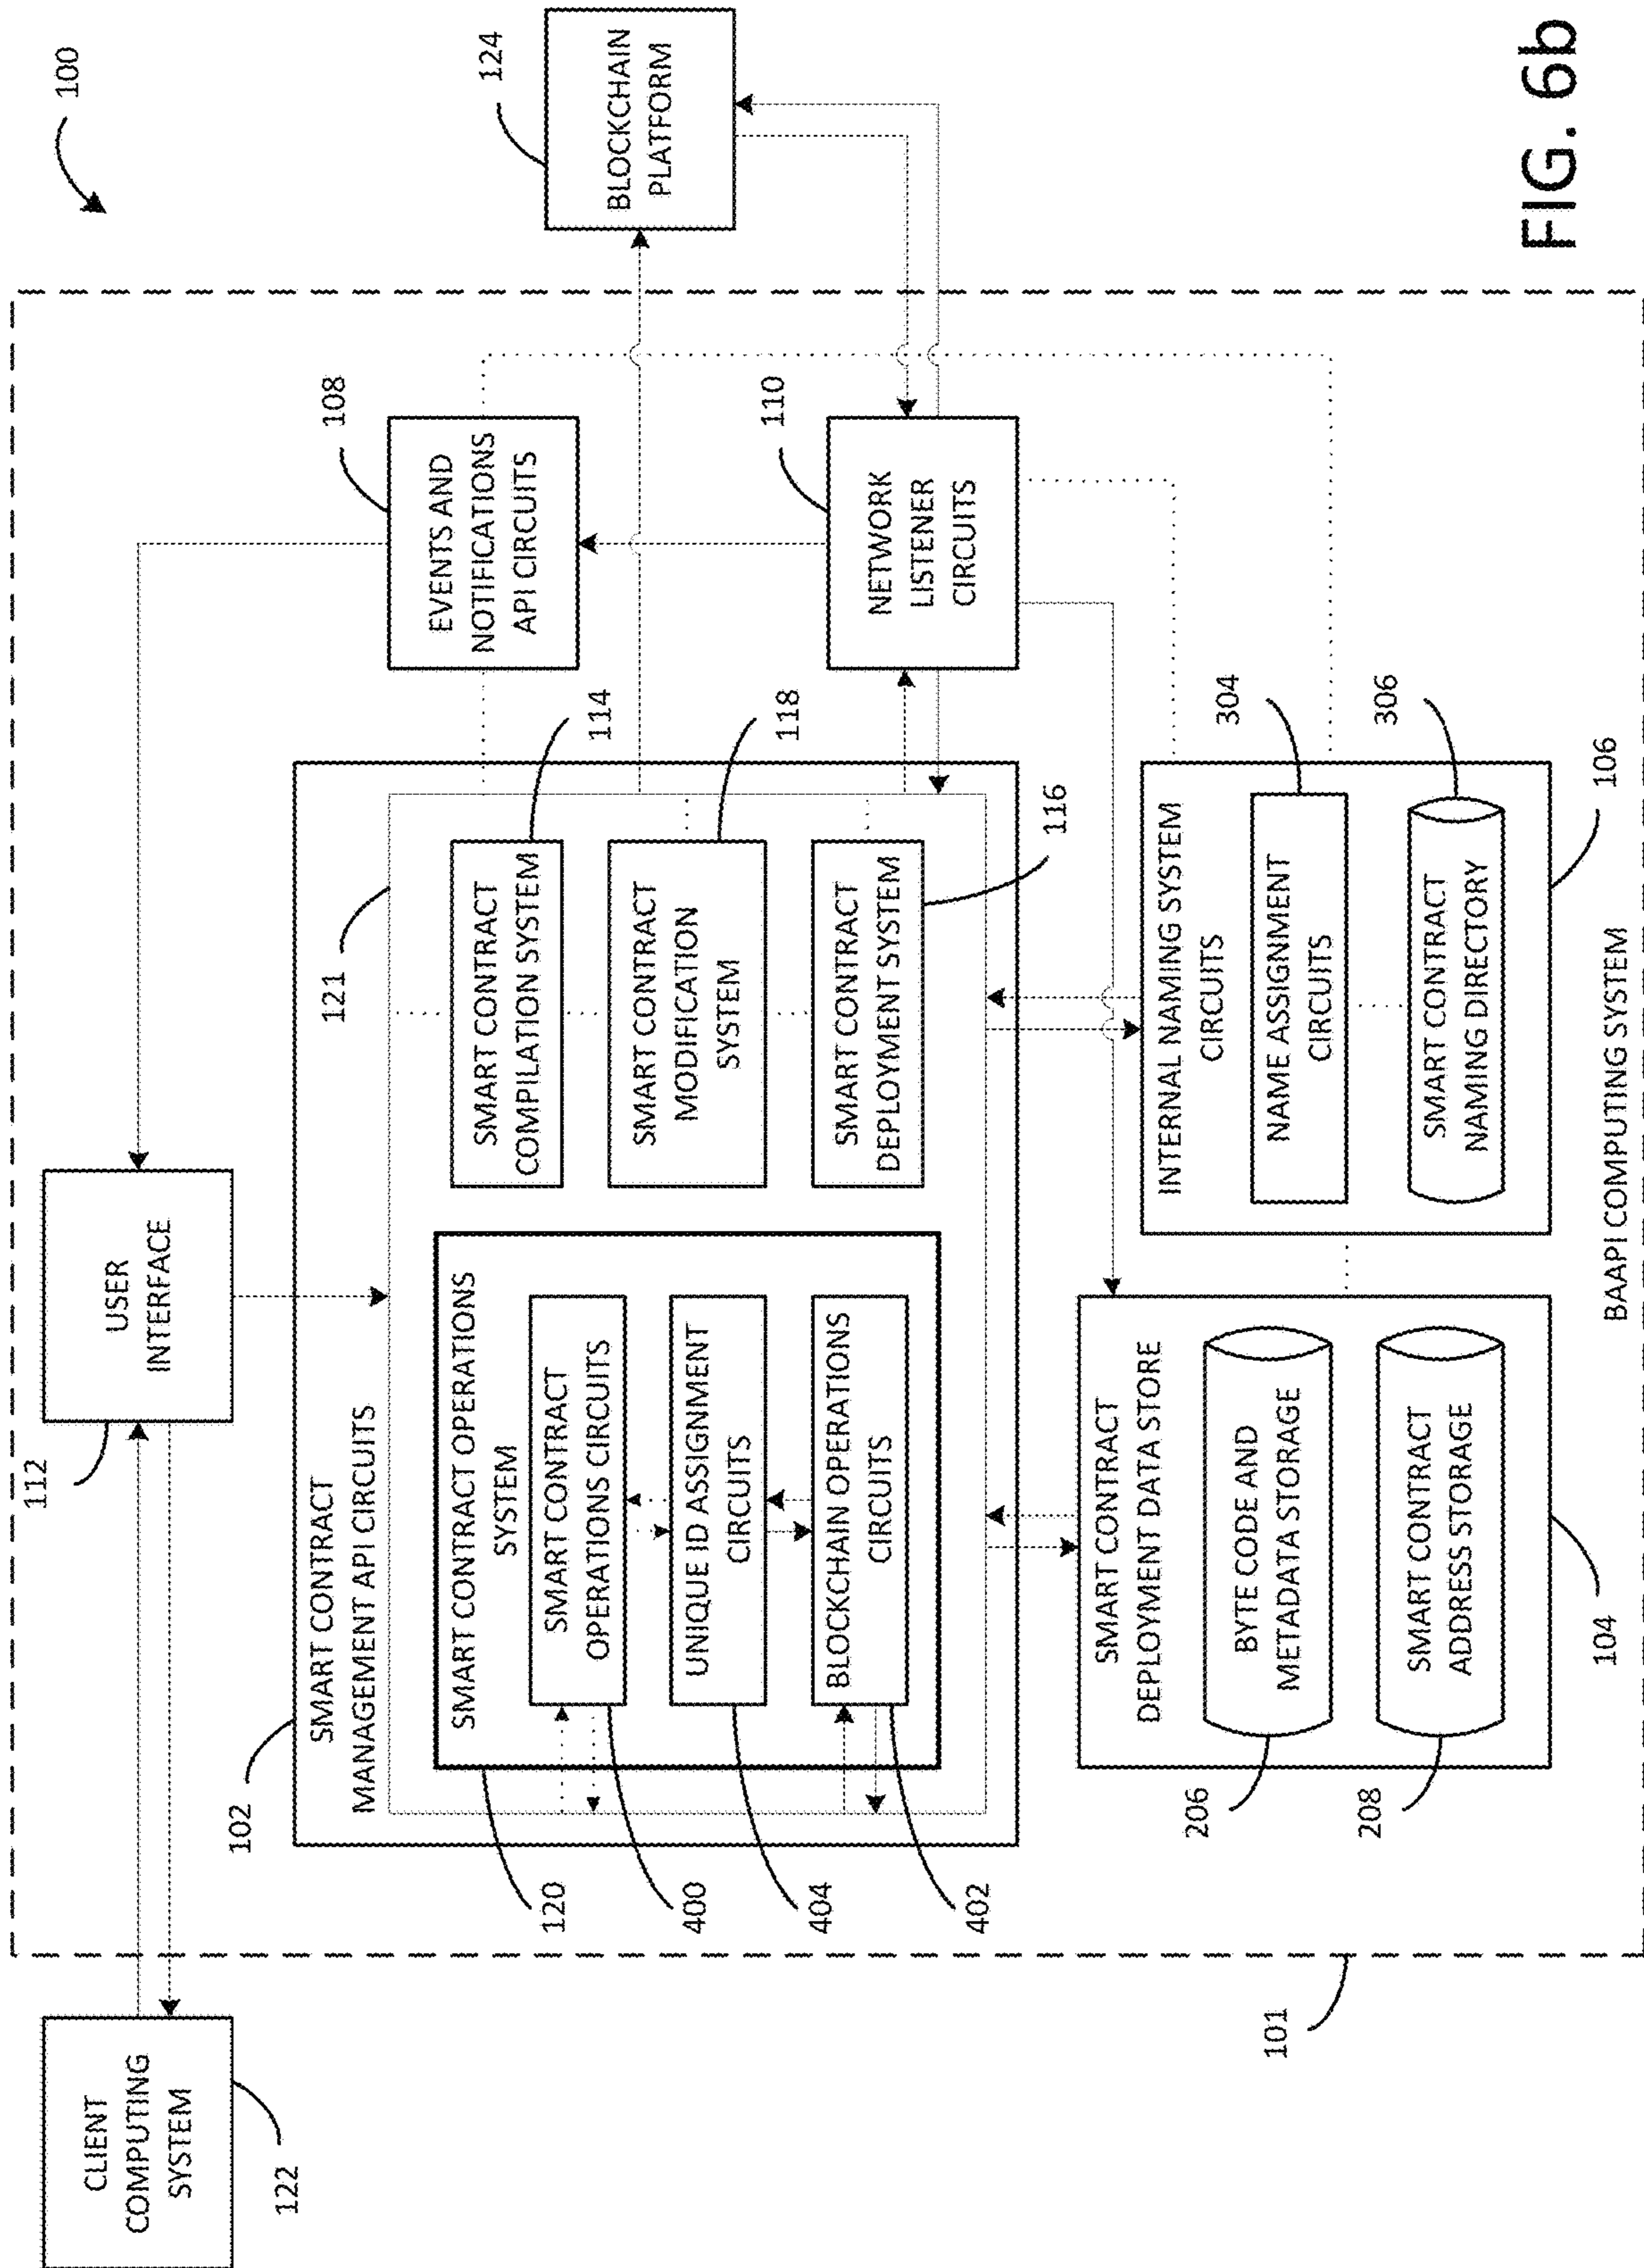 100
CLIENT
COMPUTING
SYSTEM
122
112
USER
INTERFACE
102
SMART CONTRACT
MANAGEMENT API CIRCUITS
121
120
SMART CONTRACT OPERATIONS
SYSTEM
SMART CONTRACT
OPERATIONS CIRCUITS
400
UNIQUE ID ASSIGNMENT
CIRCUITS
404
BLOCKCHAIN OPERATIONS
CIRCUITS
402
SMART CONTRACT
COMPILATION SYSTEM
114
SMART CONTRACT
MODIFICATION
SYSTEM
118
SMART CONTRACT
DEPLOYMENT SYSTEM
116
EVENTS AND
NOTIFICATIONS
API CIRCUITS
108
NETWORK
LISTENER
CIRCUITS
110
BLOCKCHAIN
PLATFORM
124
SMART CONTRACT
DEPLOYMENT DATA STORE
BYTE CODE AND
METADATA STORAGE
206
SMART CONTRACT
ADDRESS STORAGE
208
104
INTERNAL NAMING SYSTEM
CIRCUITS
NAME ASSIGNMENT
CIRCUITS
304
SMART CONTRACT
NAMING DIRECTORY
306
106
101
BAAPI COMPUTING SYSTEM
FIG. 6b